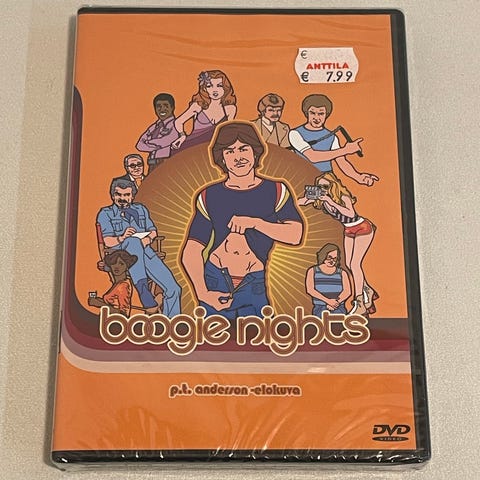 €
ANTTILA
€ 7.99
boogie nights
p.t. anderson -elokuva
DVD
VIDEO